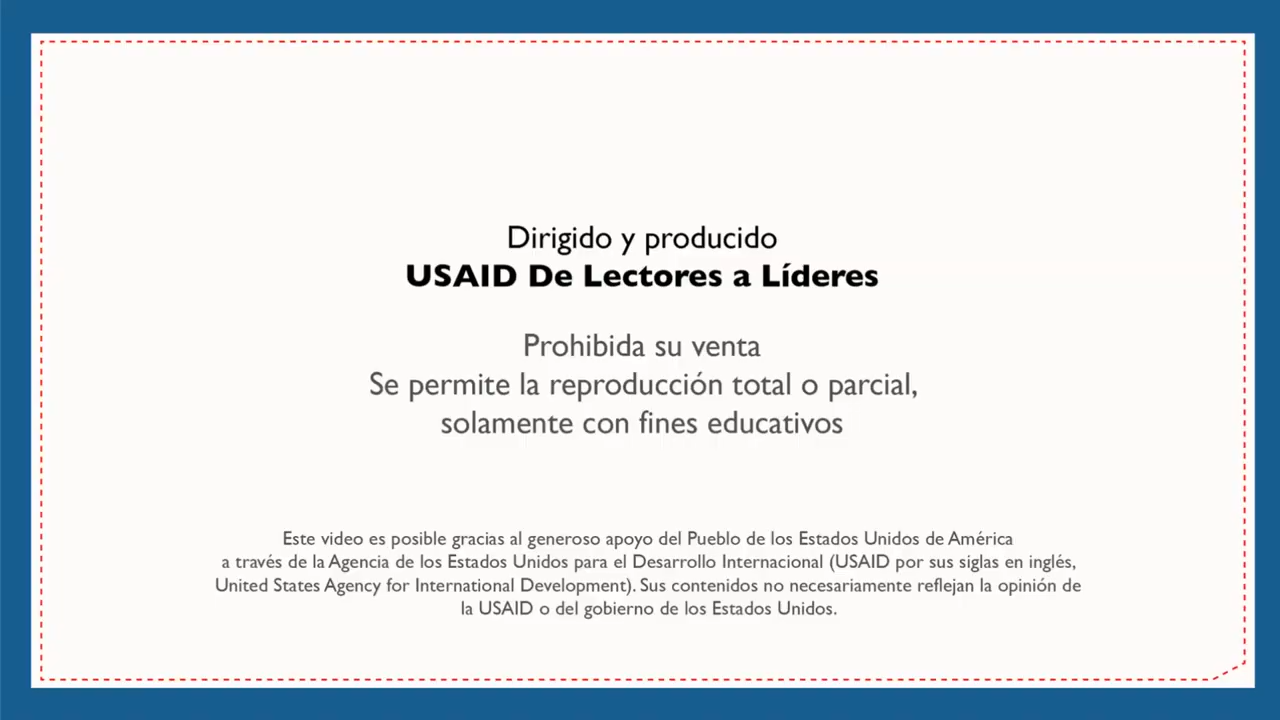 Dirigido y producido
USAID De Lectores a Líderes
Prohibida su venta
Se permite la reproducción total o parcial,
solamente con fines educativos
Este video es posible gracias al generoso apoyo del Pueblo de los Estados Unidos de América
a través de la Agencia de los Estados Unidos para el Desarrollo Internacional (USAID por sus siglas en inglés,
United States Agency for International Development). Sus contenidos no necesariamente reflejan la opinión de
la USAID o del gobierno de los Estados Unidos.